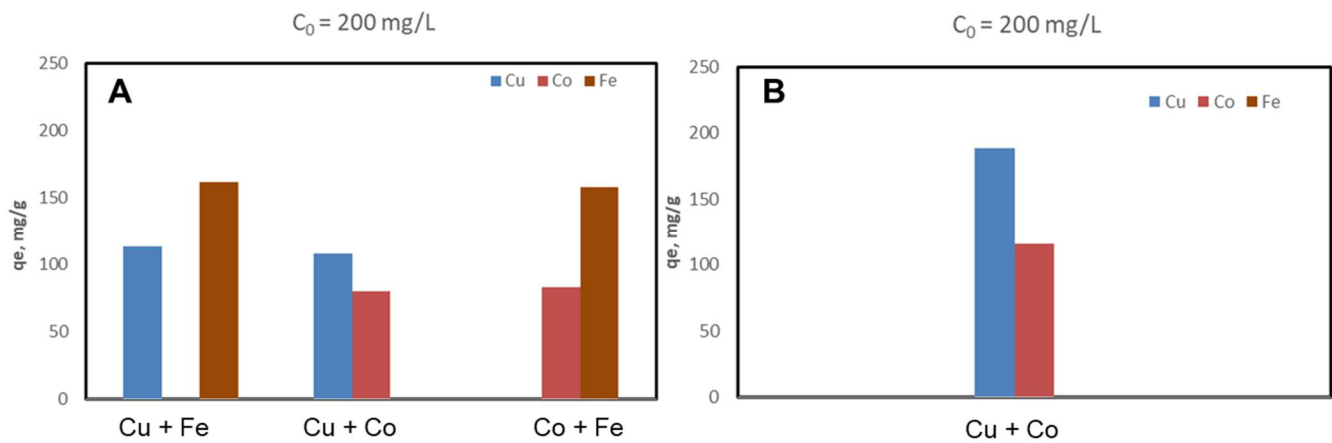 C₀ = 200 mg/L
A
Cu Co Fe
250
200
150
100
50
0
qe, mg/g
Cu + Fe Cu + Co Co + Fe
C₀ = 200 mg/L
B
Cu Co Fe
250
200
150
100
50
0
qe, mg/g
Cu + Co